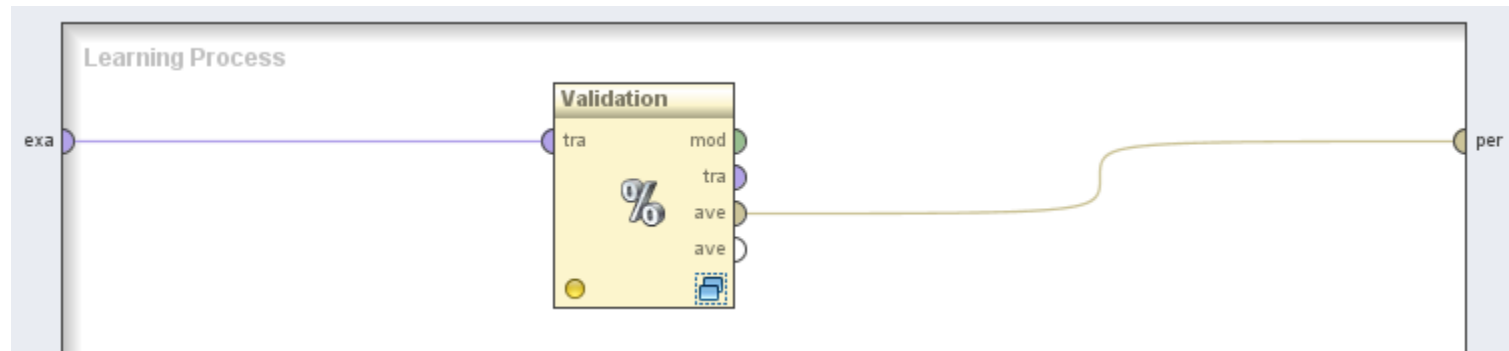 Learning Process
Validation
exa
tra
mod
per
tra
%
ave
ave